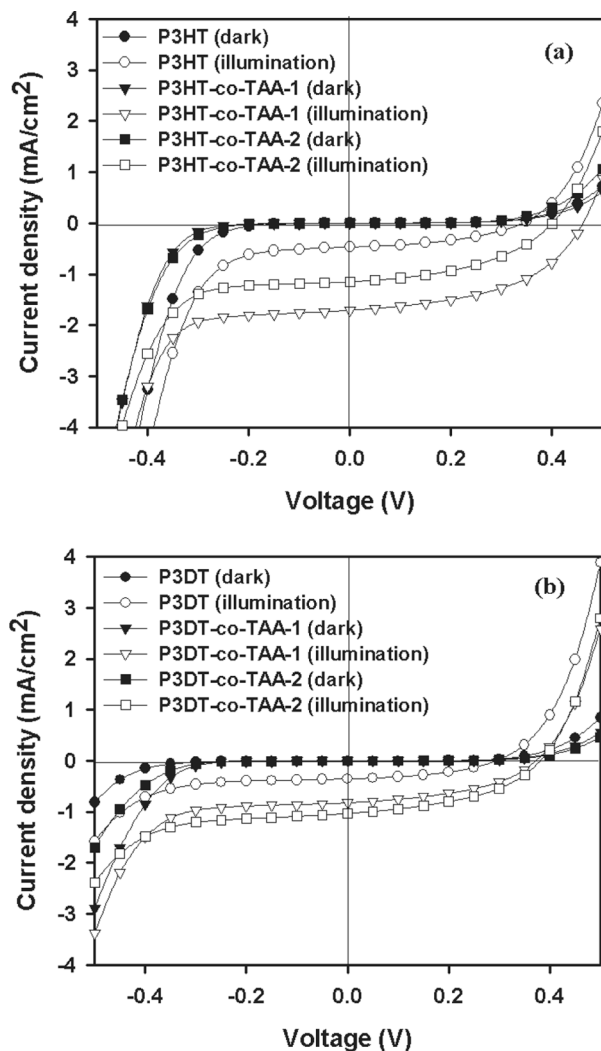 4
P3HT (dark)
(a)
3
P3HT (illumination)
P3HT-co-TAA-1 (dark)
2
P3HT-co-TAA-1 (illumination)
P3HT-co-TAA-2 (dark)
1
P3HT-co-TAA-2 (illumination)
0
-1
-2
-3
-4
Current density (mA/cm²)
-0.4 -0.2 0.0 0.2 0.4
Voltage (V)
4
P3DT (dark)
(b)
3
P3DT (illumination)
P3DT-co-TAA-1 (dark)
2
P3DT-co-TAA-1 (illumination)
P3DT-co-TAA-2 (dark)
1
P3DT-co-TAA-2 (illumination)
0
-1
-2
-3
-4
Current density (mA/cm²)
-0.4 -0.2 0.0 0.2 0.4
Voltage (V)